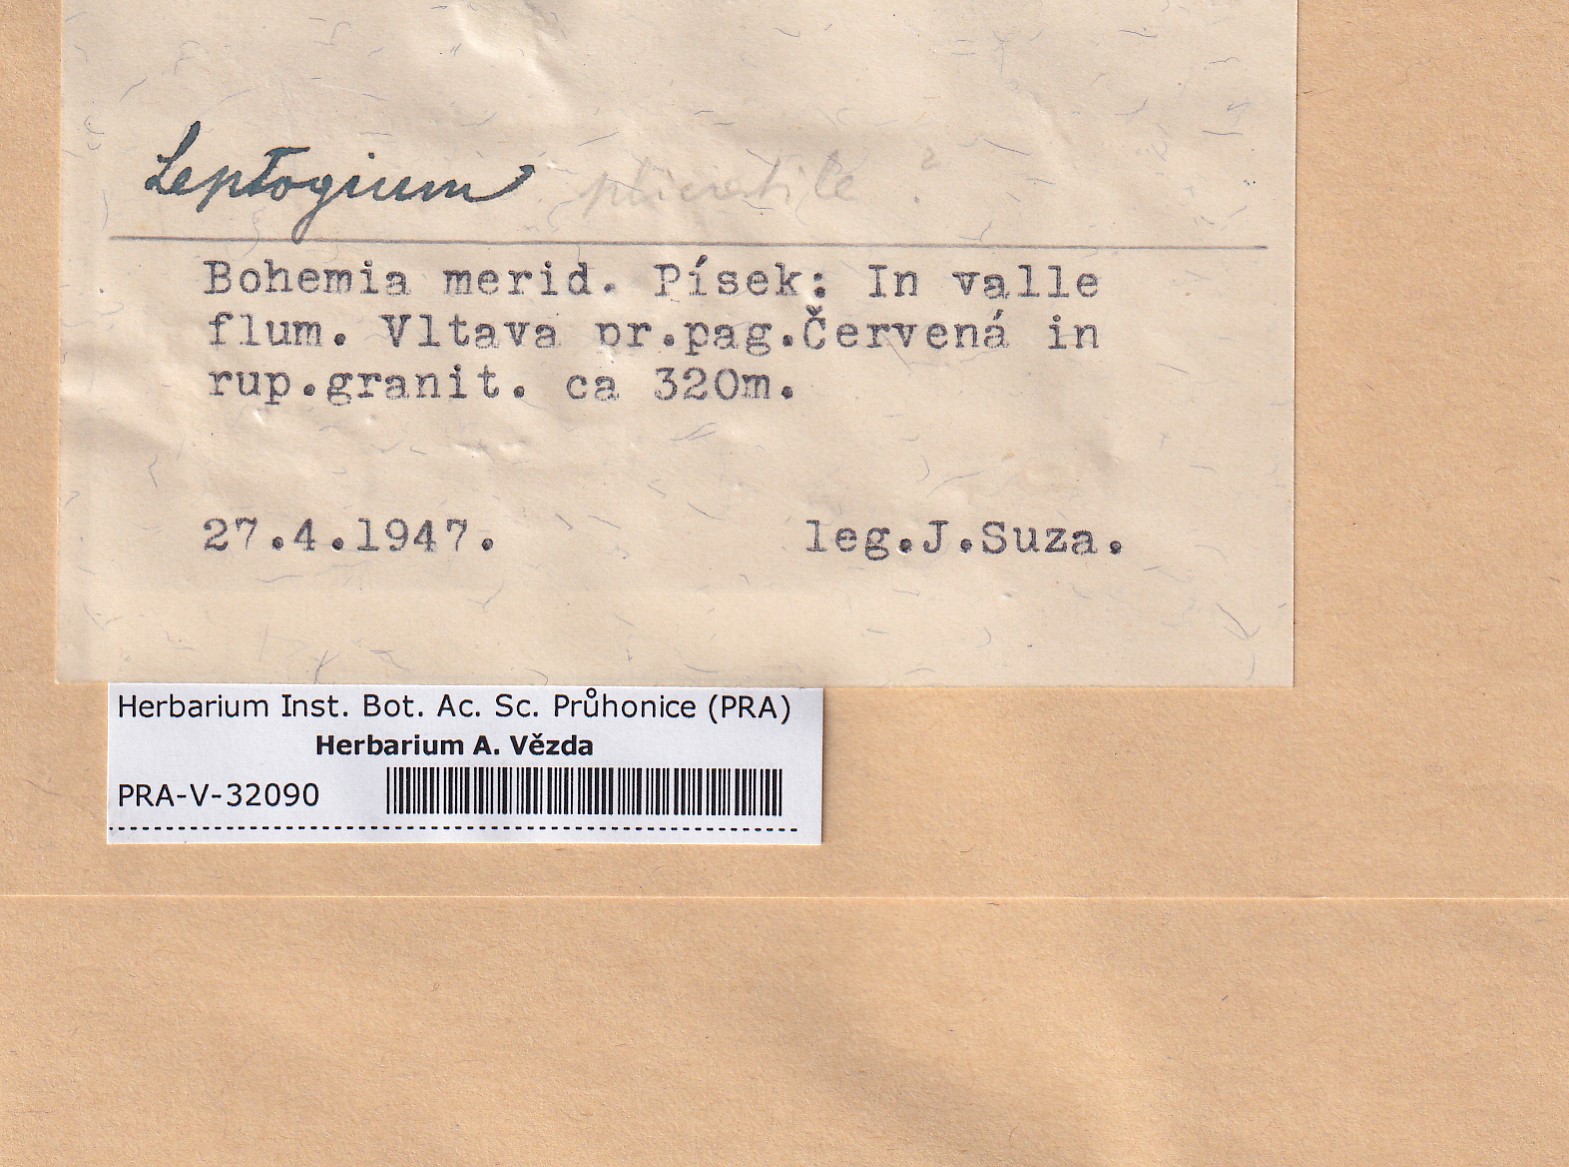 Leptogium plicatile ?
Bohemia merid. Písek: In valle
flum. Vltava pr.pag.Červená in
rup.granit. ca 320m.
27.4.1947. leg.J.Suza.
Herbarium Inst. Bot. Ac. Sc. Průhonice (PRA)
Herbarium A. Vězda
PRA-V-32090